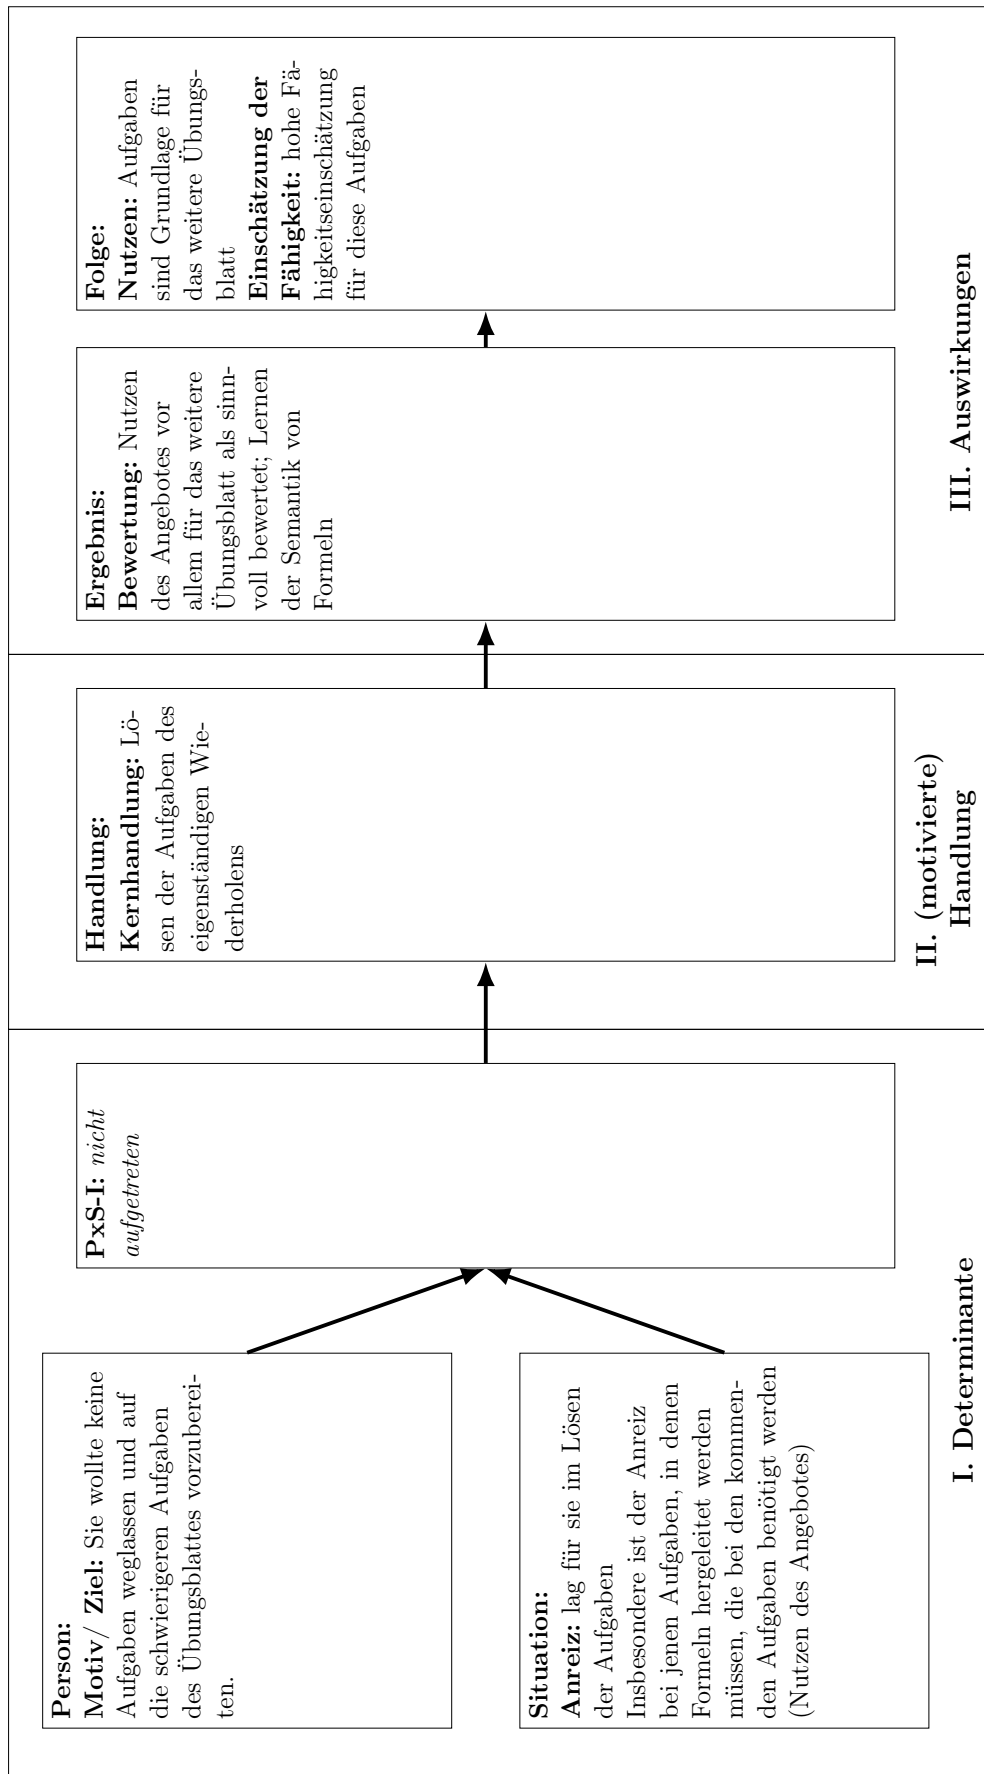 Person:
Motiv/ Ziel: Sie wollte keine
Aufgaben weglassen und auf
die schwierigeren Aufgaben
des Übungsblattes vorzuberei-
ten.
Situation:
Anreiz: lag für sie im Lösen
der Aufgaben
Insbesondere ist der Anreiz
bei jenen Aufgaben, in denen
Formeln hergeleitet werden
müssen, die bei den kommen-
den Aufgaben benötigt werden
(Nutzen des Angebotes)
PxS-I: nicht
aufgetreten
I. Determinante
Handlung:
Kernhandlung: Lö-
sen der Aufgaben des
eigenständigen Wie-
derholens
II. (motivierte)
Handlung
Ergebnis:
Bewertung: Nutzen
des Angebotes vor
allem für das weitere
Übungsblatt als sinn-
voll bewertet; Lernen
der Semantik von
Formeln
Folge:
Nutzen: Aufgaben
sind Grundlage für
das weitere Übungs-
blatt
Einschätzung der
Fähigkeit: hohe Fä-
higkeitseinschätzung
für diese Aufgaben
III. Auswirkungen